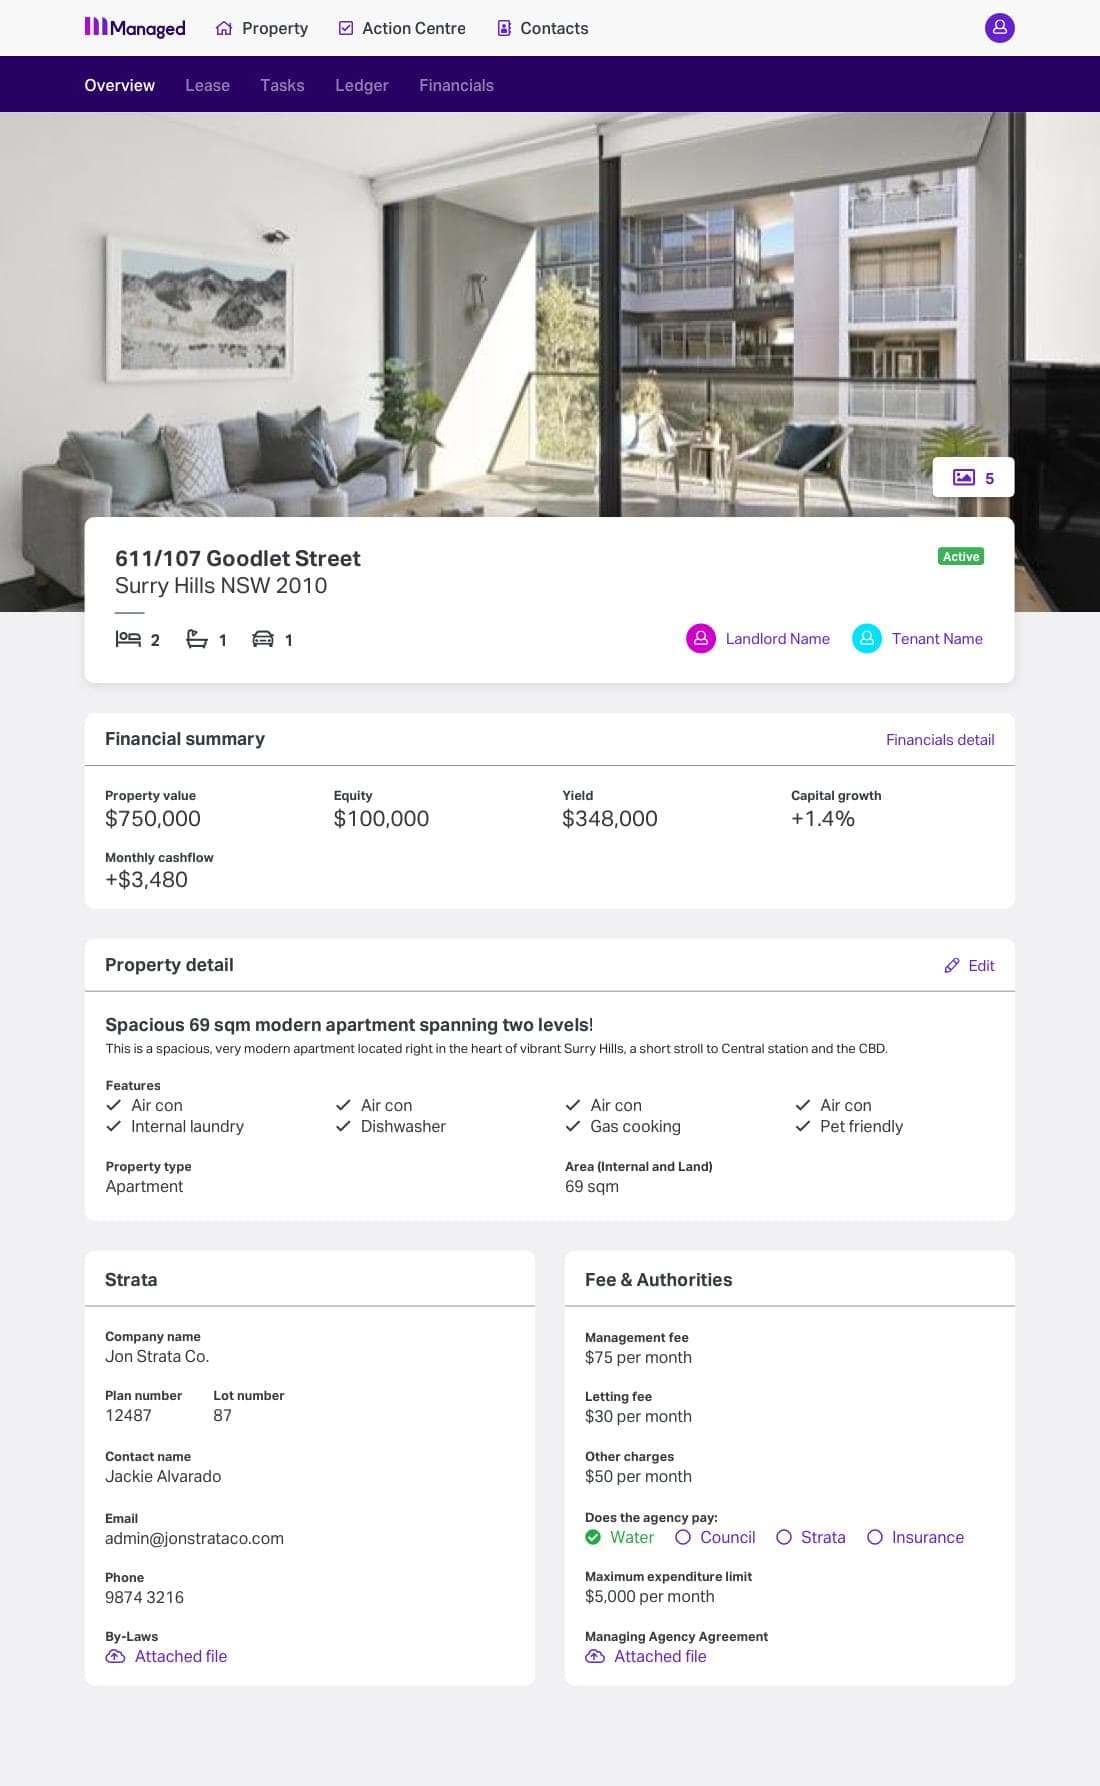 Managed Property Action Centre Contacts
Overview Lease Tasks Ledger Financials
5
611/107 Goodlet Street
Active
Surry Hills NSW 2010
2 1 1 Landlord Name Tenant Name
Financial summary Financials detail
Property value Equity Yield Capital growth
$750,000 $100,000 $348,000 +1.4%
Monthly cashflow
+$3,480
Property detail Edit
Spacious 69 sqm modern apartment spanning two levels!
This is a spacious, very modern apartment located right in the heart of vibrant Surry Hills, a short stroll to Central station and the CBD.
Features
Air con Air con Air con Air con
Internal laundry Dishwasher Gas cooking Pet friendly
Property type Area (Internal and Land)
Apartment 69 sqm
Strata
Company name
Jon Strata Co.
Plan number Lot number
12487 87
Contact name
Jackie Alvarado
Email
admin@jonstrataco.com
Phone
9874 3216
By-Laws
Attached file
Fee & Authorities
Management fee
$75 per month
Letting fee
$30 per month
Other charges
$50 per month
Does the agency pay:
Water Council Strata Insurance
Maximum expenditure limit
$5,000 per month
Managing Agency Agreement
Attached file